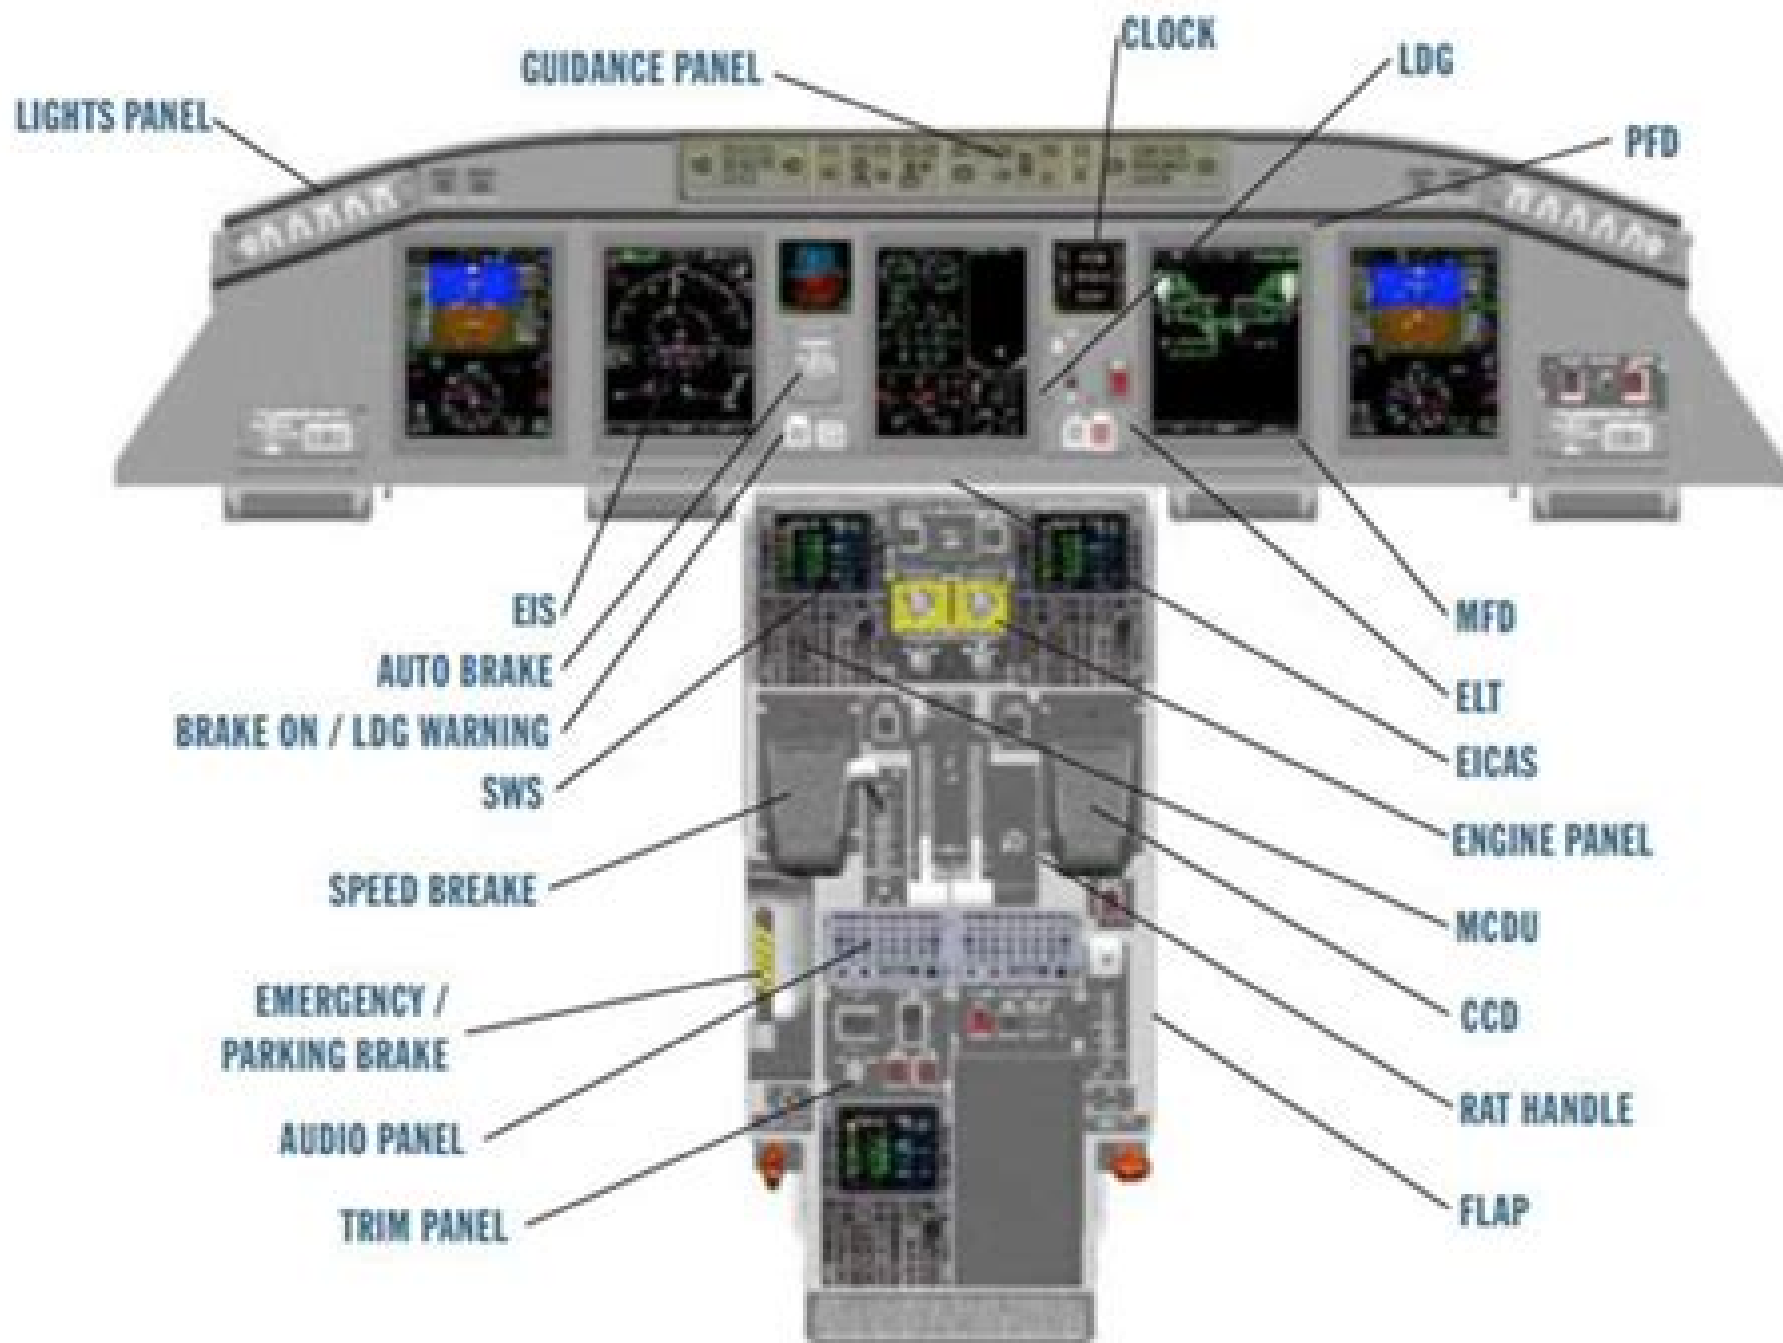 CLOCK
GUIDANCE PANEL
LDG
LIGHTS PANEL
PFD
EIS
MFD
AUTO BRAKE
ELT
BRAKE ON / LDG WARNING
EICAS
SWS
ENGINE PANEL
SPEED BREAKE
MCDU
EMERGENCY /
PARKING BRAKE
CCD
AUDIO PANEL
RAT HANDLE
TRIM PANEL
FLAP